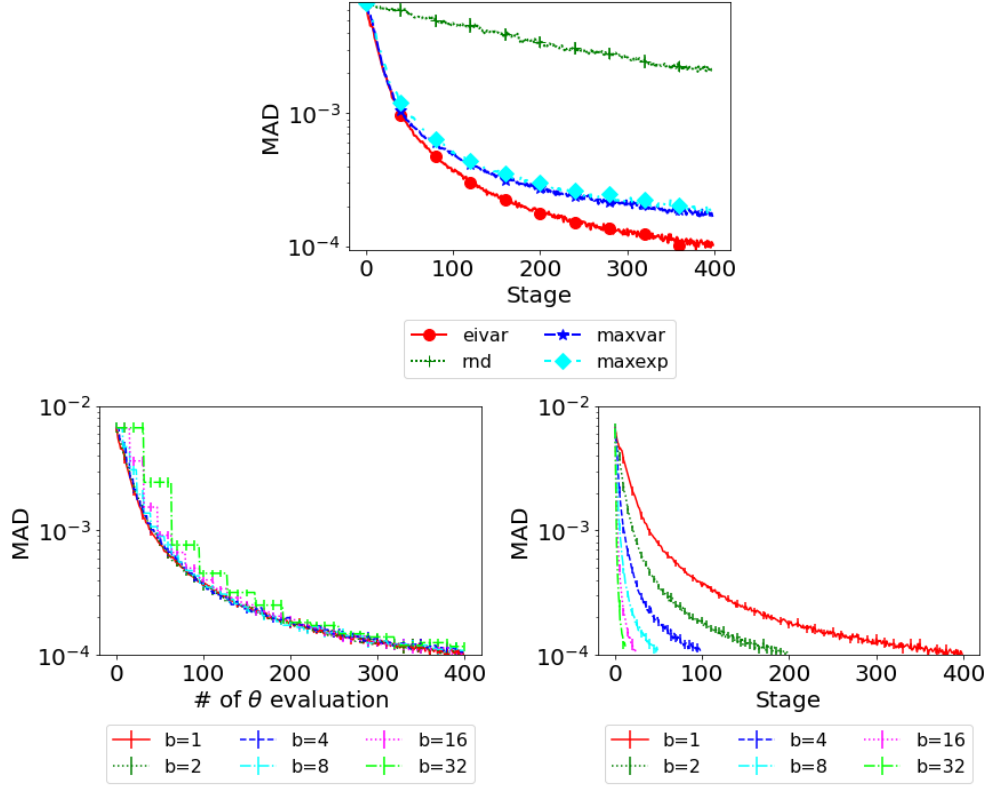 MAD
10⁻³
10⁻⁴
0 100 200 300 400
Stage
eivar maxvar
rnd maxexp
MAD
10⁻²
10⁻³
10⁻⁴
0 100 200 300 400
# of θ evaluation
b=1 b=4 b=16
b=2 b=8 b=32
MAD
10⁻²
10⁻³
10⁻⁴
0 100 200 300 400
Stage
b=1 b=4 b=16
b=2 b=8 b=32